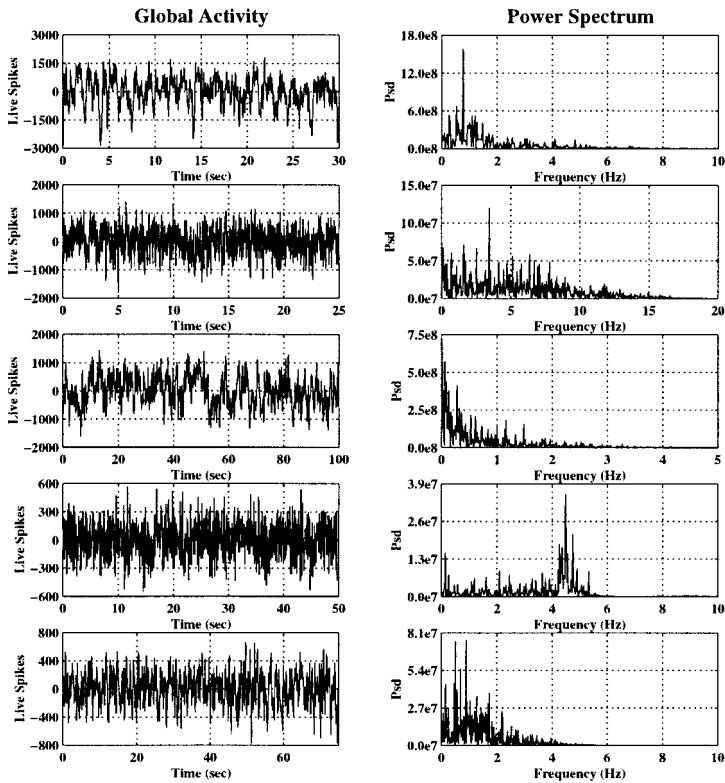 Global Activity Power Spectrum
3000
1500
0
−1500
−3000
Live Spikes
0 5 10 15 20 25 30
Time (sec)
18.0e8
12.0e8
6.0e8
0.0e8
Psd
0 2 4 6 8 10
Frequency (Hz)
2000
1000
0
−1000
−2000
Live Spikes
0 5 10 15 20 25
Time (sec)
15.0e7
10.0e7
5.0e7
0.0e7
Psd
0 5 10 15 20
Frequency (Hz)
2000
1000
0
−1000
−2000
Live Spikes
0 20 40 60 80 100
Time (sec)
7.5e8
5.0e8
2.5e8
0.0e8
Psd
0 1 2 3 4 5
Frequency (Hz)
600
300
0
−300
−600
Live Spikes
0 10 20 30 40 50
Time (sec)
3.9e7
2.6e7
1.3e7
0.0e7
Psd
0 2 4 6 8 10
Frequency (Hz)
800
400
0
−400
−800
Live Spikes
0 20 40 60
Time (sec)
8.1e7
5.4e7
2.7e7
0.0e7
Psd
0 2 4 6 8 10
Frequency (Hz)